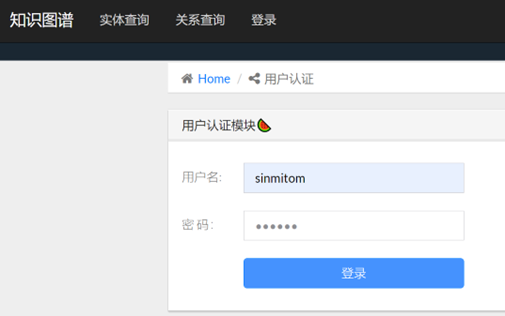 知识图谱 实体查询 关系查询 登录
Home / 用户认证
用户认证模块🍉
用户名: sinmitom
密 码 : ••••••
登录